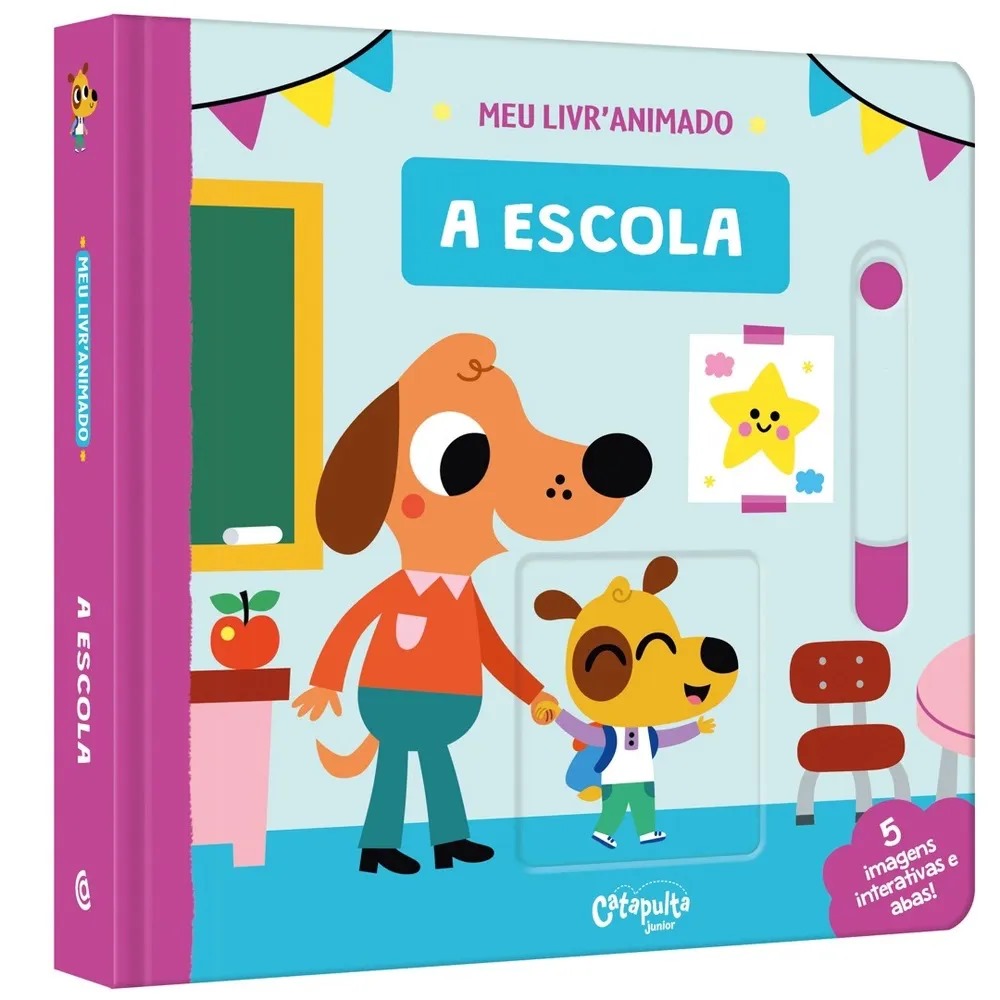 MEU LIVR'ANIMADO
A ESCOLA
MEU LIVR'ANIMADO
A ESCOLA
Catapulta
junior
5
imagens
interativas e
abas!